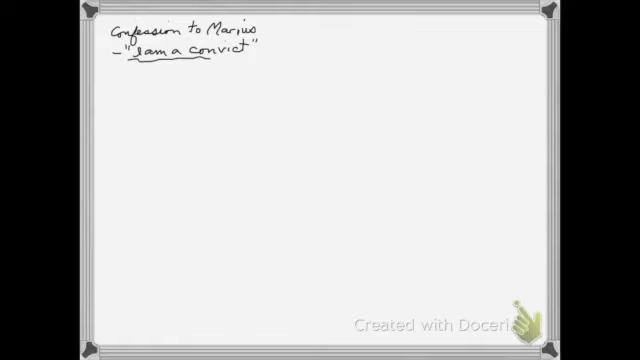 Confession to Marius
- "I am a convict"
Created with Doceri